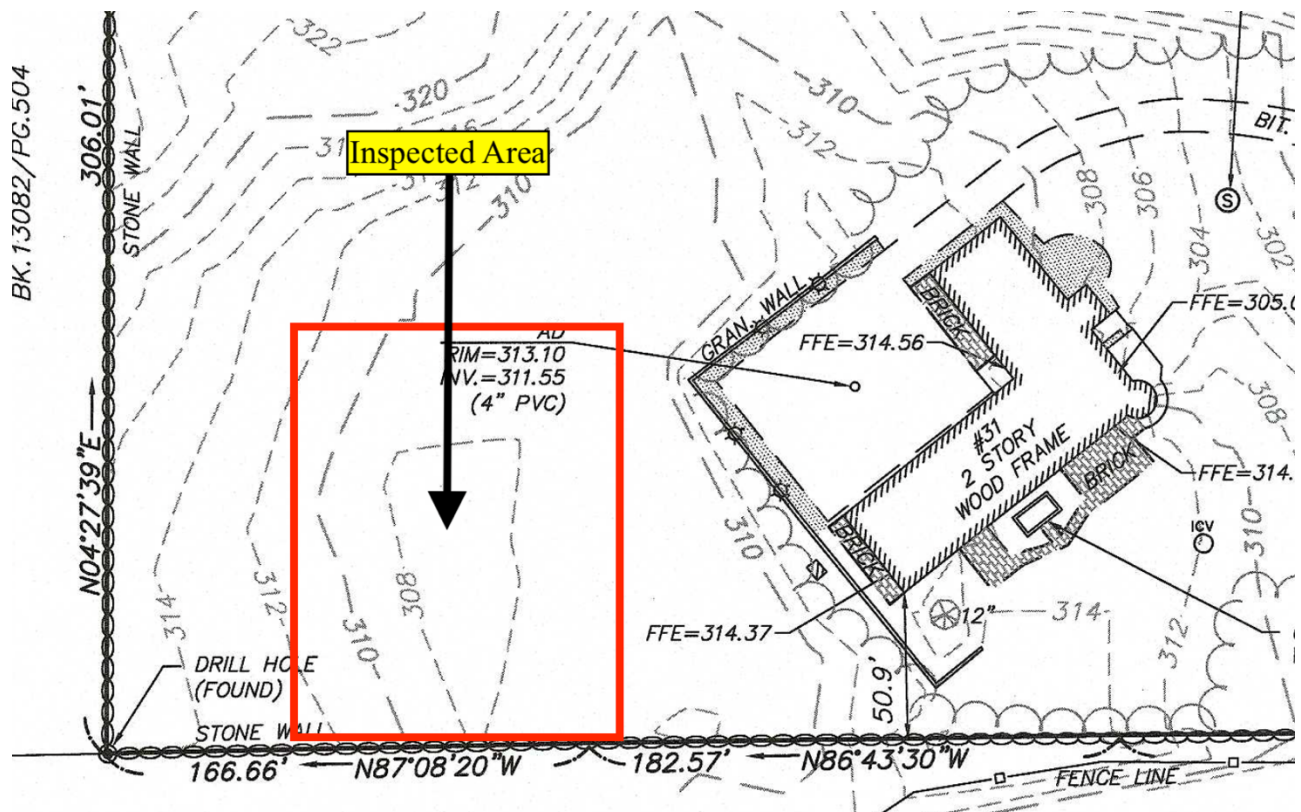 BK.13082/PG.504
306.01'
STONE WALL
N04°27'39"E
322
320
310
Inspected Area
312
310
310
312
BIT.
308
306
304
302
GRAN. WALL
BRICK
FFE=305.
FFE=314.56
AD
RIM=313.10
INV.=311.55
(4" PVC)
#31
2 STORY
WOOD FRAME
BRICK
FFE=314.
308
310
ICV
S
310
BRICK
308
314
312
310
FFE=314.37
12"
314
312
50.9'
DRILL HOLE
(FOUND)
STONE WALL
166.66'
N87°08'20"W
182.57'
N86°43'30"W
FENCE LINE